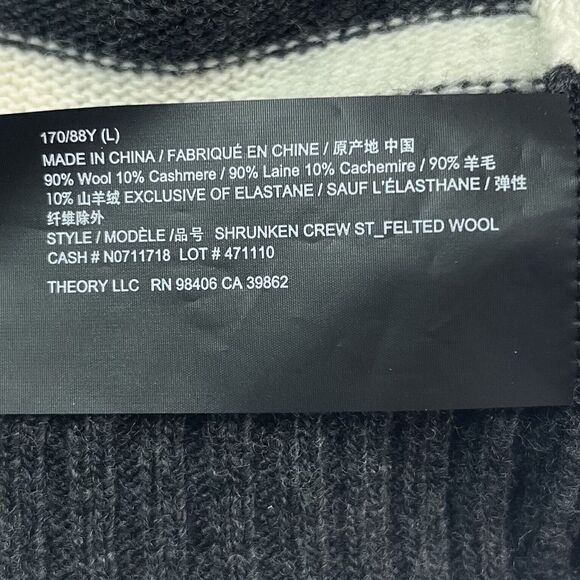 170/88Y (L)
MADE IN CHINA / FABRIQUÉ EN CHINE / 原产地 中国
90% Wool 10% Cashmere / 90% Laine 10% Cachemire / 90% 羊毛
10% 山羊绒 EXCLUSIVE OF ELASTANE / SAUF L'ÉLASTHANE / 弹性
纤维除外
STYLE / MODÈLE /品号 SHRUNKEN CREW ST_FELTED WOOL
CASH # N0711718 LOT # 471110
THEORY LLC RN 98406 CA 39862